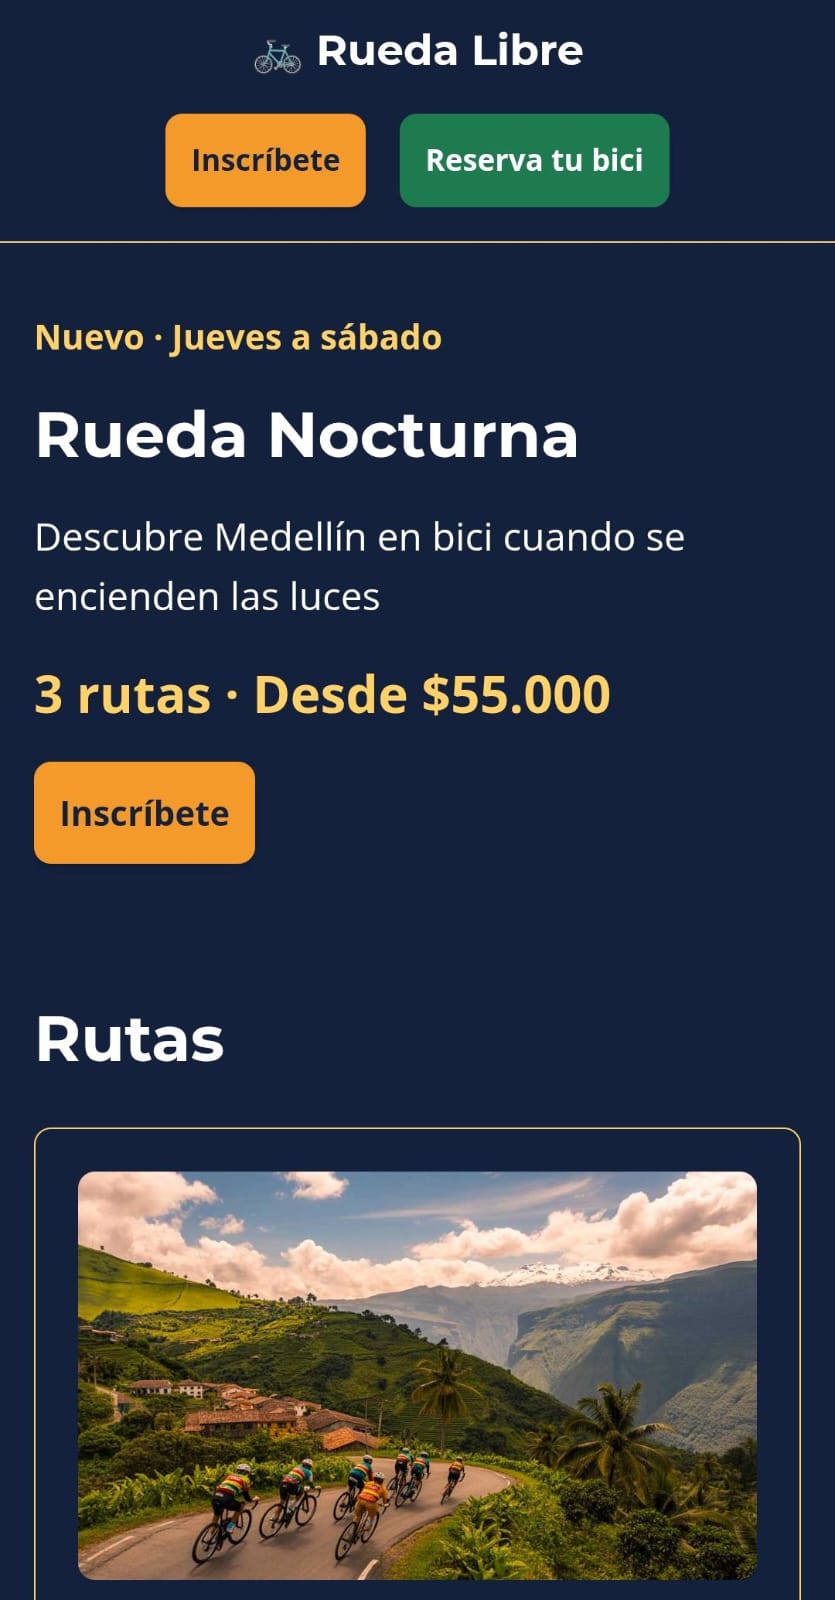 Rueda Libre
Inscríbete
Reserva tu bici
Nuevo · Jueves a sábado
Rueda Nocturna
Descubre Medellín en bici cuando se
encienden las luces
3 rutas · Desde $55.000
Inscríbete
Rutas